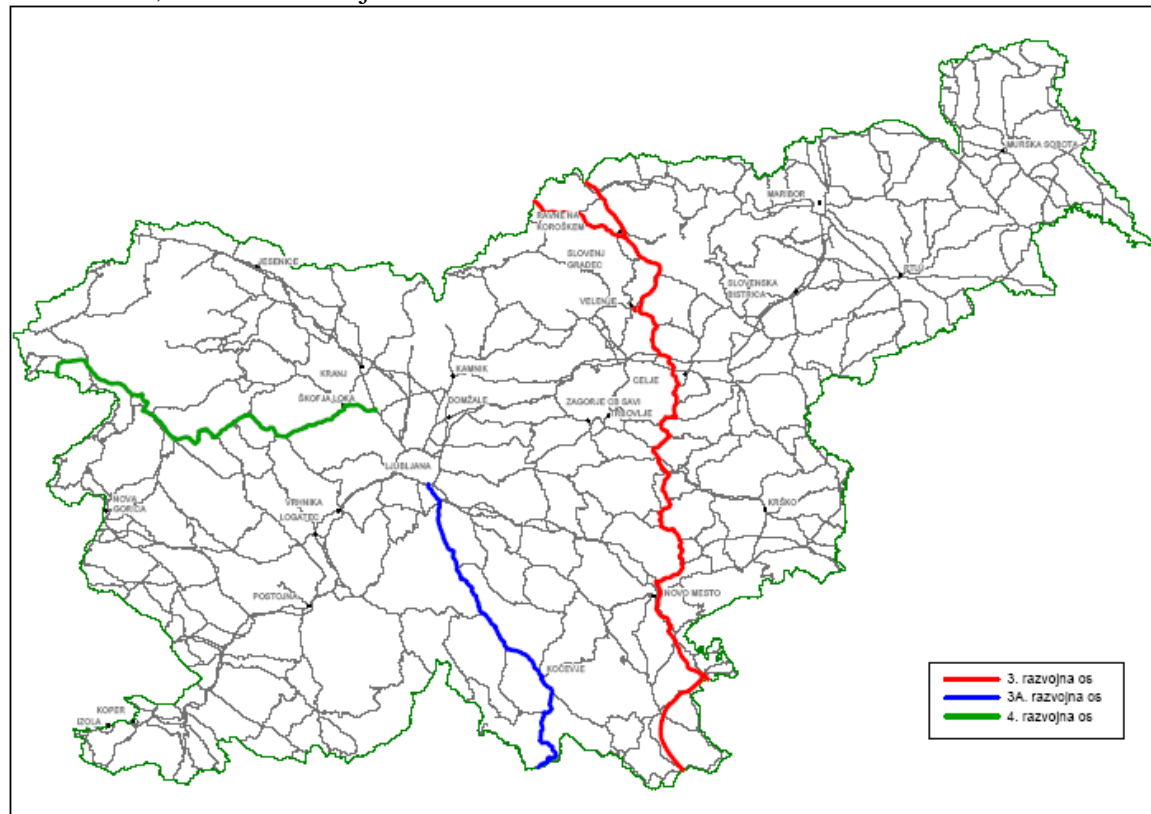 MURSKA SOBOTA
MARIBOR
RAVNE NA
KOROŠKEM
SLOVENJ
GRADEC
JESENICE
PTUJ
SLOVENSKA
BISTRICA
VELENJE
KRANJ
KAMNIK
CELJE
ŠKOFJA LOKA
DOMŽALE
ZAGORJE OB SAVI
TRBOVLJE
LJUBLJANA
NOVA
GORICA
VRHNIKA
LOGATEC
KRŠKO
POSTOJNA
NOVO MESTO
KOČEVJE
KOPER
IZOLA
3. razvojna os
3A. razvojna os
4. razvojna os